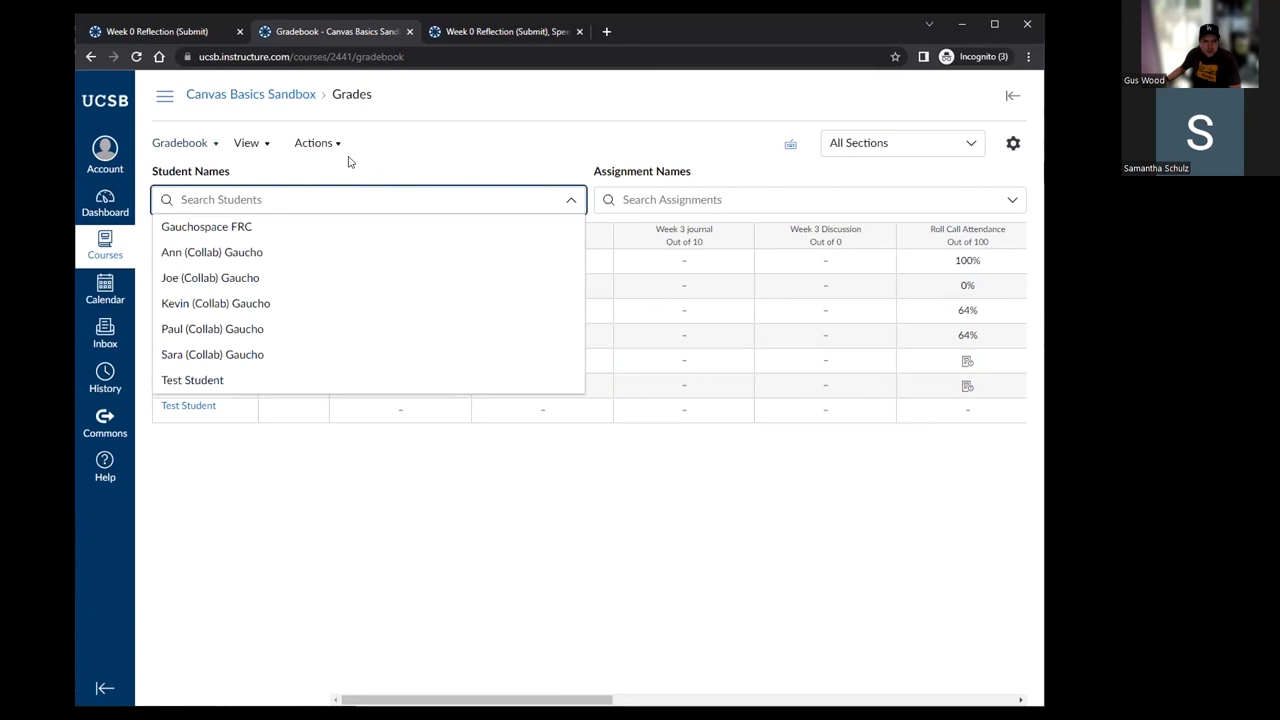 Week 0 Reflection (Submit)
Gradebook - Canvas Basics Sand
Week 0 Reflection (Submit), Spee
ucsb.instructure.com/courses/2441/gradebook
Incognito (3)
UCSB
Account
Dashboard
Courses
Calendar
Inbox
History
Commons
Help
Canvas Basics Sandbox > Grades
Gradebook
View
Actions
All Sections
Student Names
Assignment Names
Search Students
Search Assignments
Gauchospace FRC
Ann (Collab) Gaucho
Joe (Collab) Gaucho
Kevin (Collab) Gaucho
Paul (Collab) Gaucho
Sara (Collab) Gaucho
Test Student
Test Student
Week 3 journal
Out of 10
Week 3 Discussion
Out of 0
Roll Call Attendance
Out of 100
– – 100%
– – 0%
– – 64%
– – 64%
– –
– –
– – – – –
Gus Wood
S
Samantha Schulz